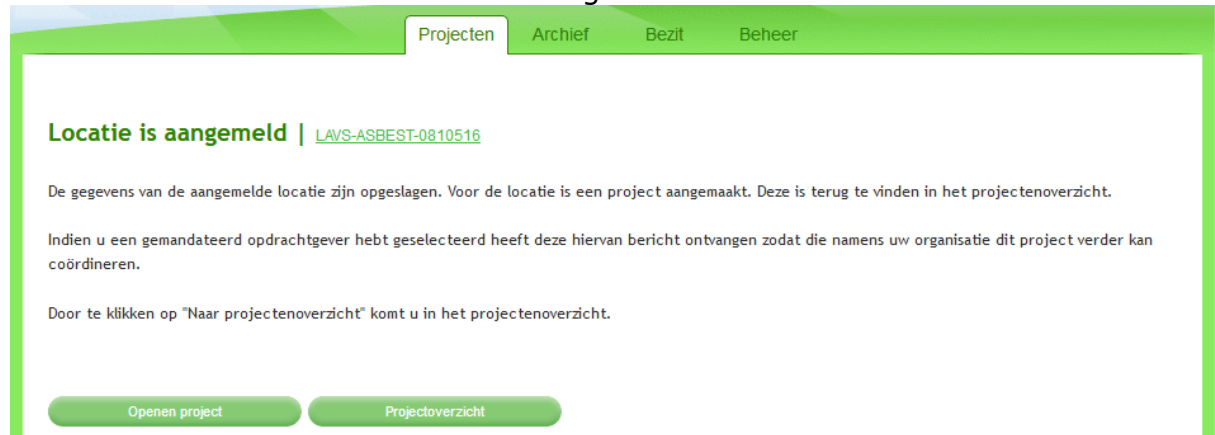 Projecten Archief Bezit Beheer
Locatie is aangemeld | LAVS-ASBEST-0810516
De gegevens van de aangemelde locatie zijn opgeslagen. Voor de locatie is een project aangemaakt. Deze is terug te vinden in het projectenoverzicht.
Indien u een gemandateerd opdrachtgever hebt geselecteerd heeft deze hiervan bericht ontvangen zodat die namens uw organisatie dit project verder kan
coördineren.
Door te klikken op "Naar projectenoverzicht" komt u in het projectenoverzicht.
Openen project Projectoverzicht